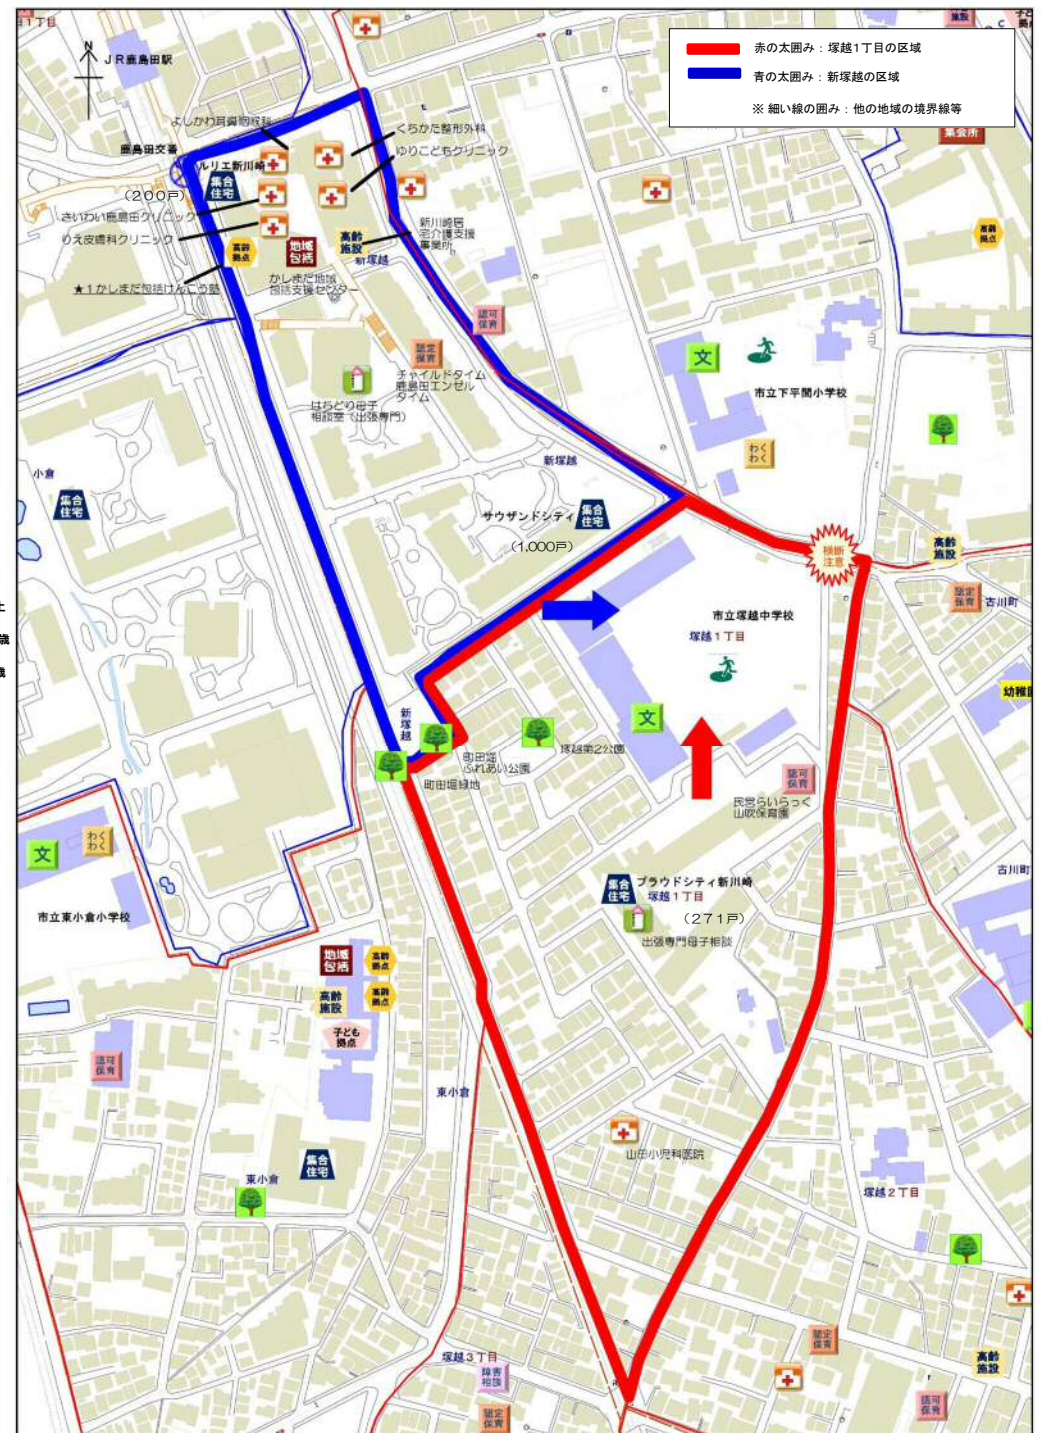 赤の太囲み：塚越1丁目の区域
青の太囲み：新塚越の区域
※ 細い線の囲み：他の地域の境界線等
集会所
施設
N
JR鹿島田駅
よしかわ耳鼻咽喉科
くちかた整形外科
ゆりこどもクリニック
鹿島田交番
ルリエ新川崎
集合
住宅
（200戸）
さいわい鹿島田クリニック
りえ皮膚科クリニック
高齢
拠点
地域
包括
高齢
施設
新塚越
新川崎居
宅介護支援
事業所
かしまだ地域
包括支援センター
★1かしまだ包括けんこう塾
高齢
拠点
認可
保育
認定
保育
チャイルドタイム
鹿島田エンゼル
タイム
はちどり母子
相談室（出張専門）
文
市立下平間小学校
わく
わく
小倉
集合
住宅
新塚越
サウザンドシティ
集合
住宅
（1,000戸）
横断
注意
高齢
施設
認定
保育
古川町
市立塚越中学校
塚越1丁目
文
幼稚園
新塚越
町田堀
ふれあい公園
町田堀緑地
塚越第2公園
認可
保育
民営らいらっく
山吹保育園
わく
わく
文
市立東小倉小学校
古川町
集合
住宅
プラウドシティ新川崎
塚越1丁目
（271戸）
出張専門母子相談
地域
包括
高齢
拠点
高齢
施設
高齢
拠点
子ども
拠点
認可
保育
東小倉
山田小児科医院
集合
住宅
東小倉
塚越2丁目
塚越3丁目
障害
相談
認定
保育
認定
保育
高齢
施設
認可
保育